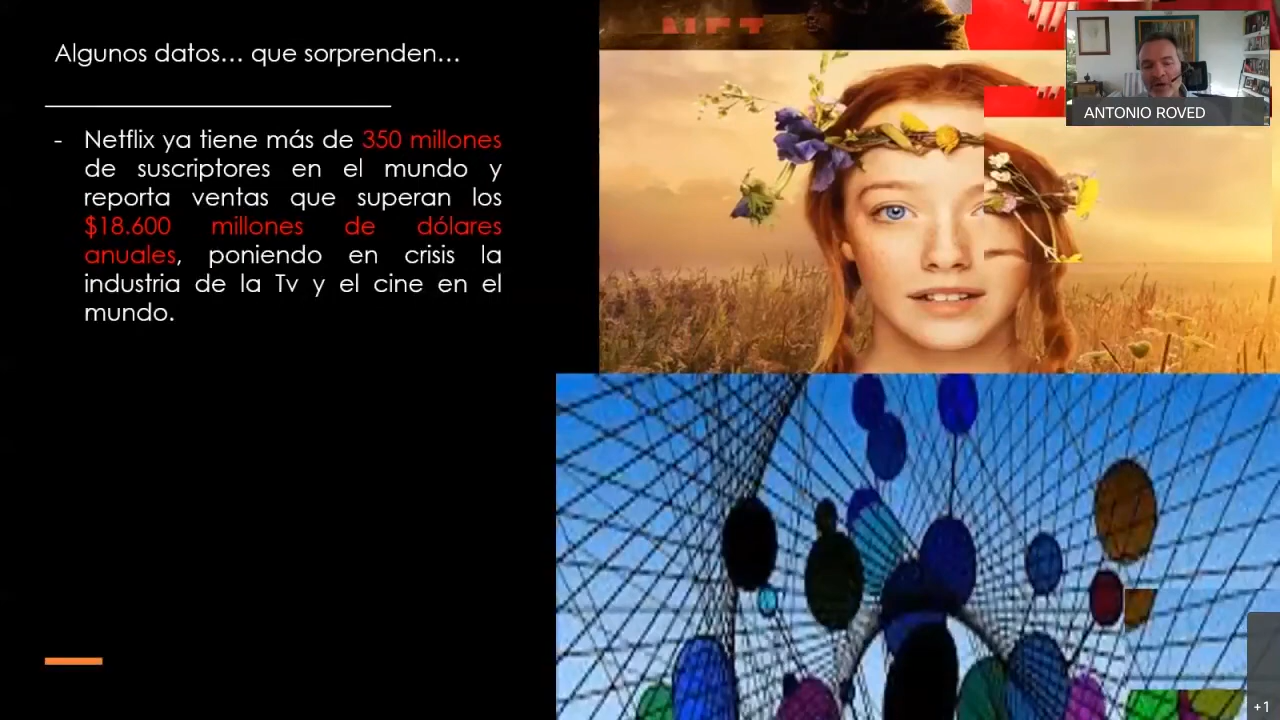 Algunos datos... que sorprenden...
- Netflix ya tiene más de 350 millones
de suscriptores en el mundo y
reporta ventas que superan los
$18.600 millones de dólares
anuales, poniendo en crisis la
industria de la Tv y el cine en el
mundo.
ANTONIO ROVED
+1